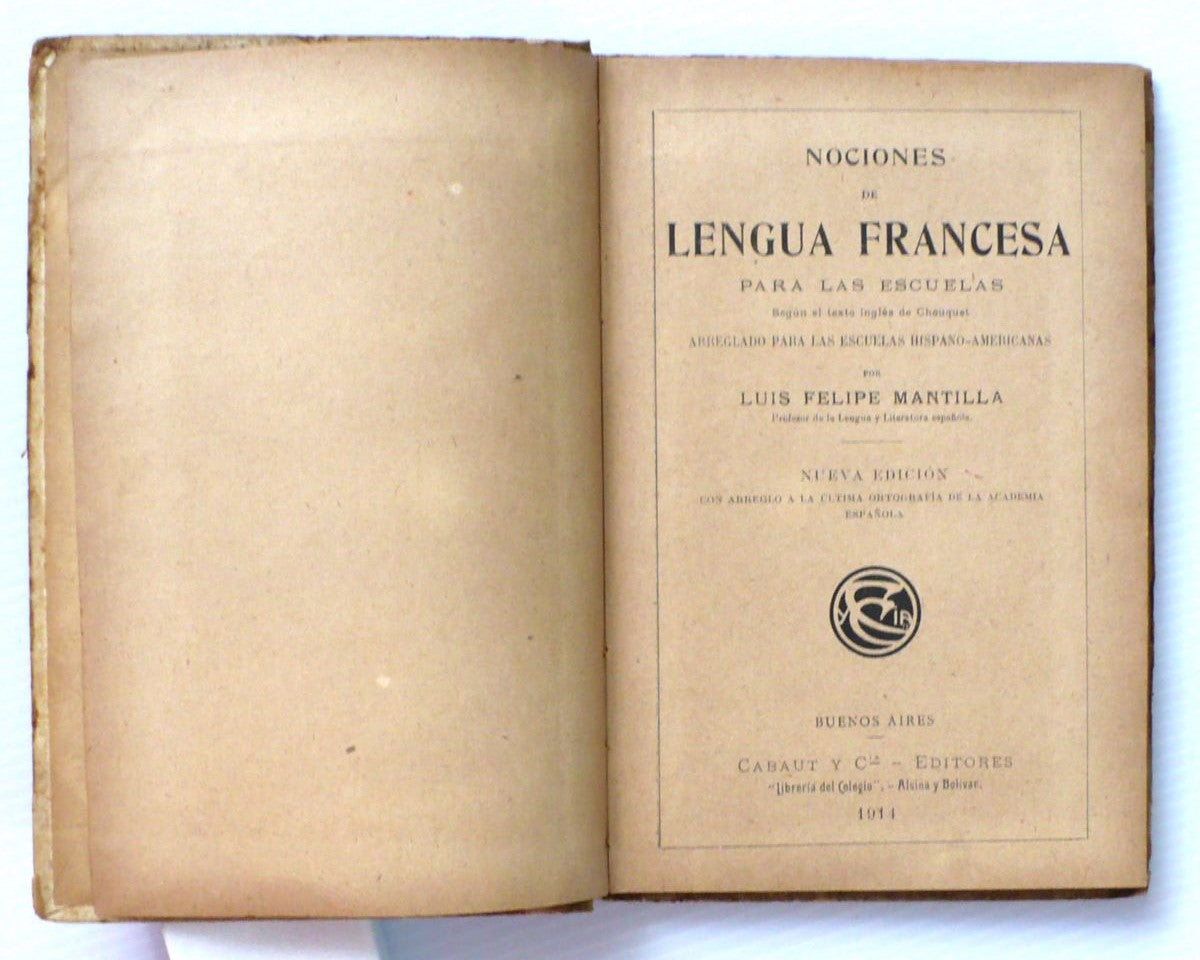 NOCIONES
DE
LENGUA FRANCESA
PARA LAS ESCUELAS
Según el texto inglés de Chouquet
ARREGLADO PARA LAS ESCUELAS HISPANO-AMERICANAS
POR
LUIS FELIPE MANTILLA
Profesor de la Lengua y Literatura española.
NUEVA EDICIÓN
CON ARREGLO A LA ÚLTIMA ORTOGRAFÍA DE LA ACADEMIA
ESPAÑOLA
BUENOS AIRES
CABAUT Y Cía - EDITORES
"Librería del Colegio". - Alsina y Bolívar.
1914